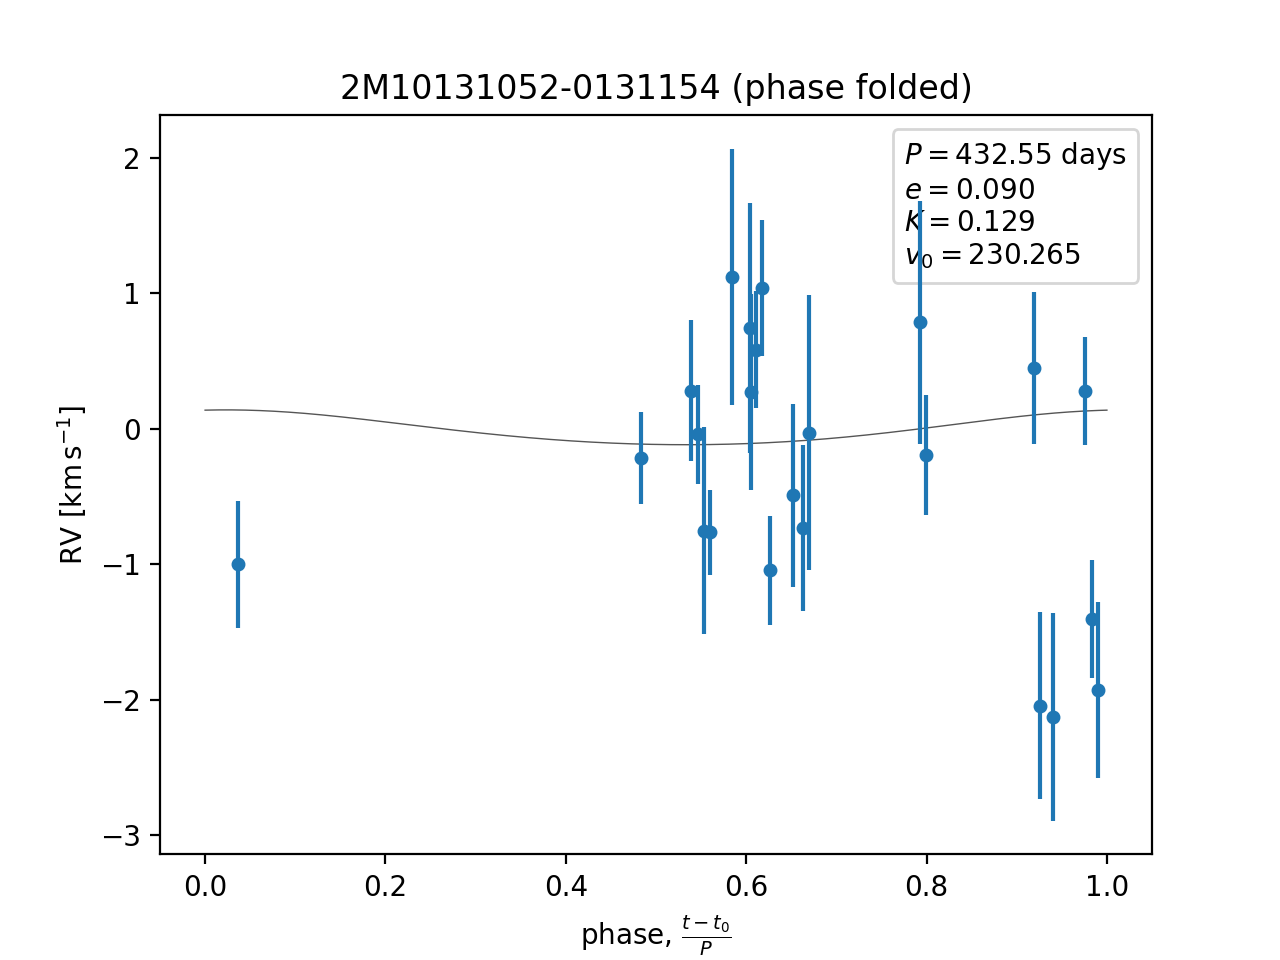 2M10131052-0131154 (phase folded)
P = 432.55 days
e = 0.090
K = 0.129
v₀ = 230.265
2
1
0
−1
−2
−3
RV [km s⁻¹]
0.0 0.2 0.4 0.6 0.8 1.0
phase, (t − t₀)/P